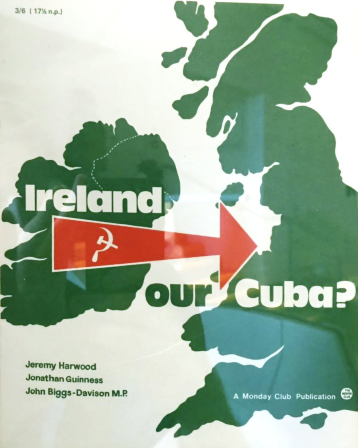 3/6 ( 17½ n.p.)
Ireland.
our Cuba?
Jeremy Harwood
Jonathan Guinness
John Biggs-Davison M.P.
A Monday Club Publication